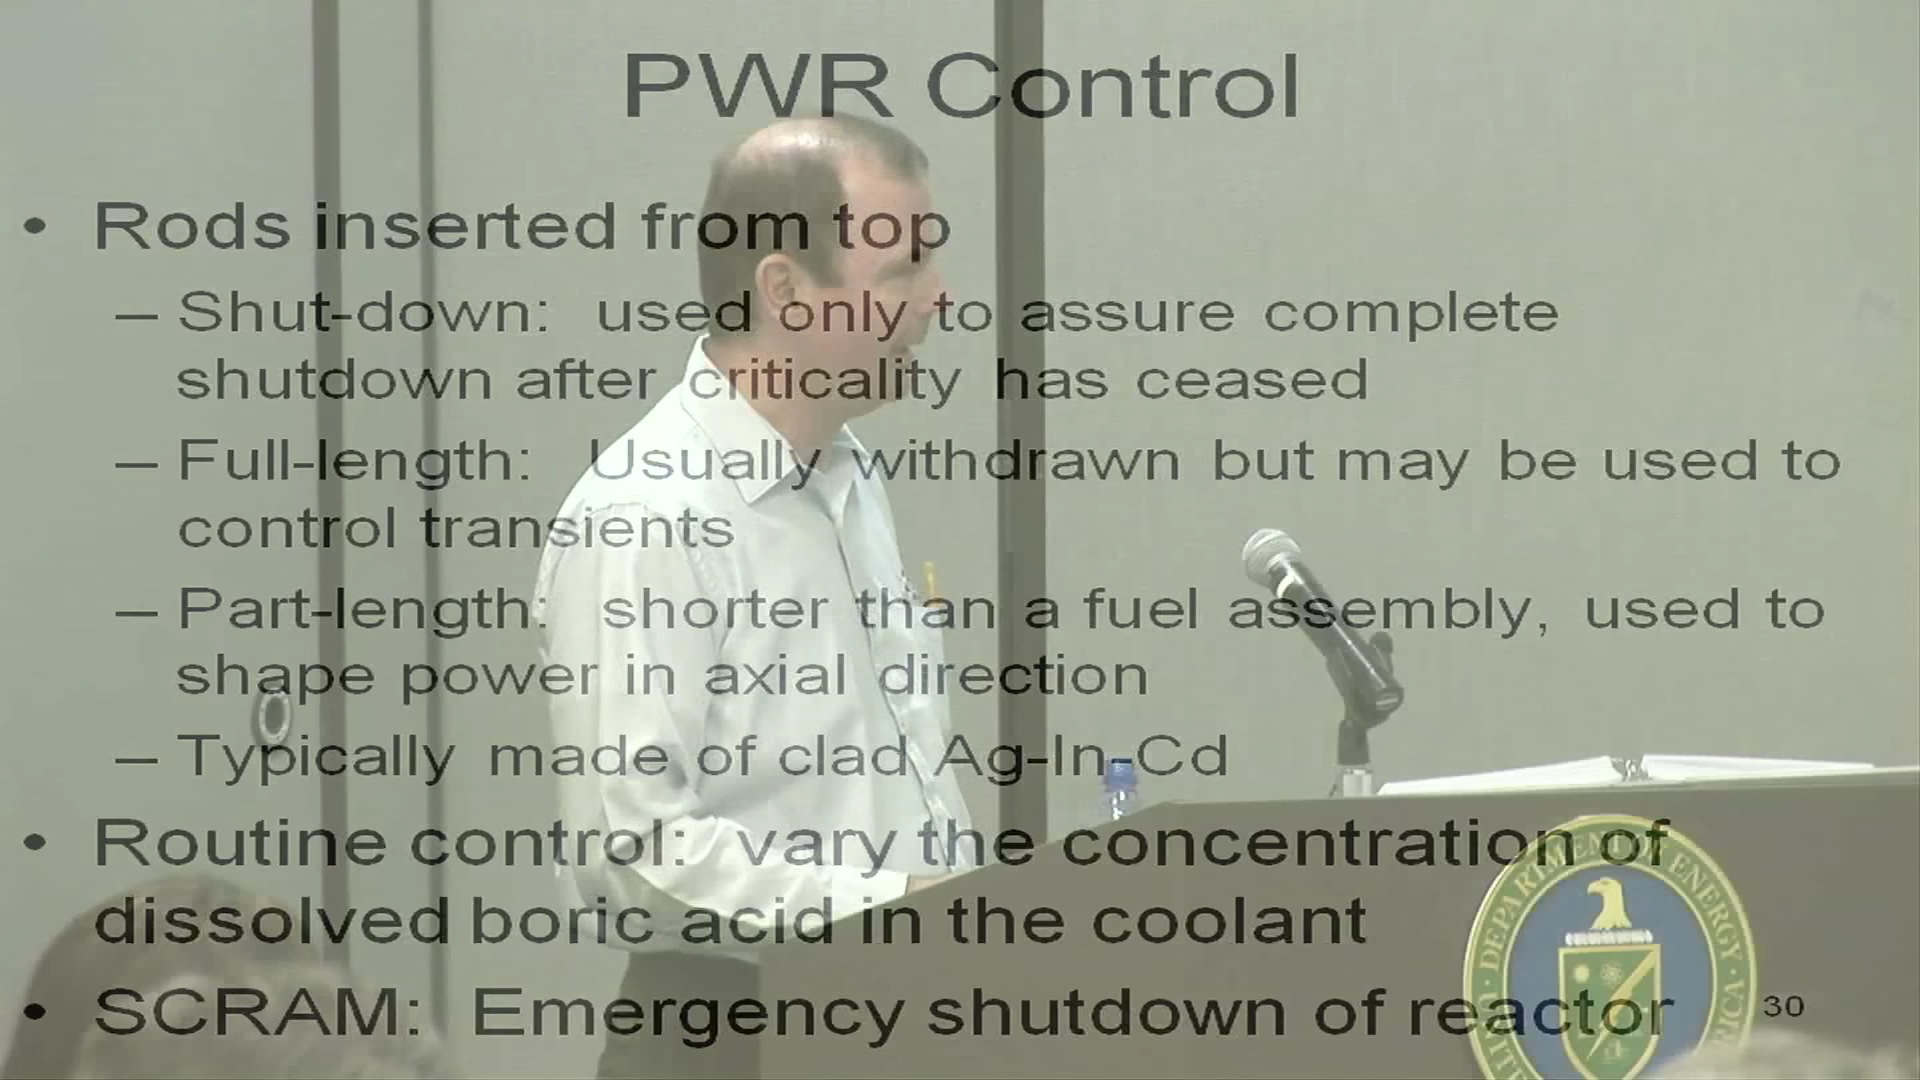 PWR Control
• Rods inserted from top
– Shut-down: used only to assure complete
shutdown after criticality has ceased
– Full-length: Usually withdrawn but may be used to
control transients
– Part-length: shorter than a fuel assembly, used to
shape power in axial direction
– Typically made of clad Ag-In-Cd
• Routine control: vary the concentration of
dissolved boric acid in the coolant
• SCRAM: Emergency shutdown of reactor
30
DEPARTMENT OF ENERGY